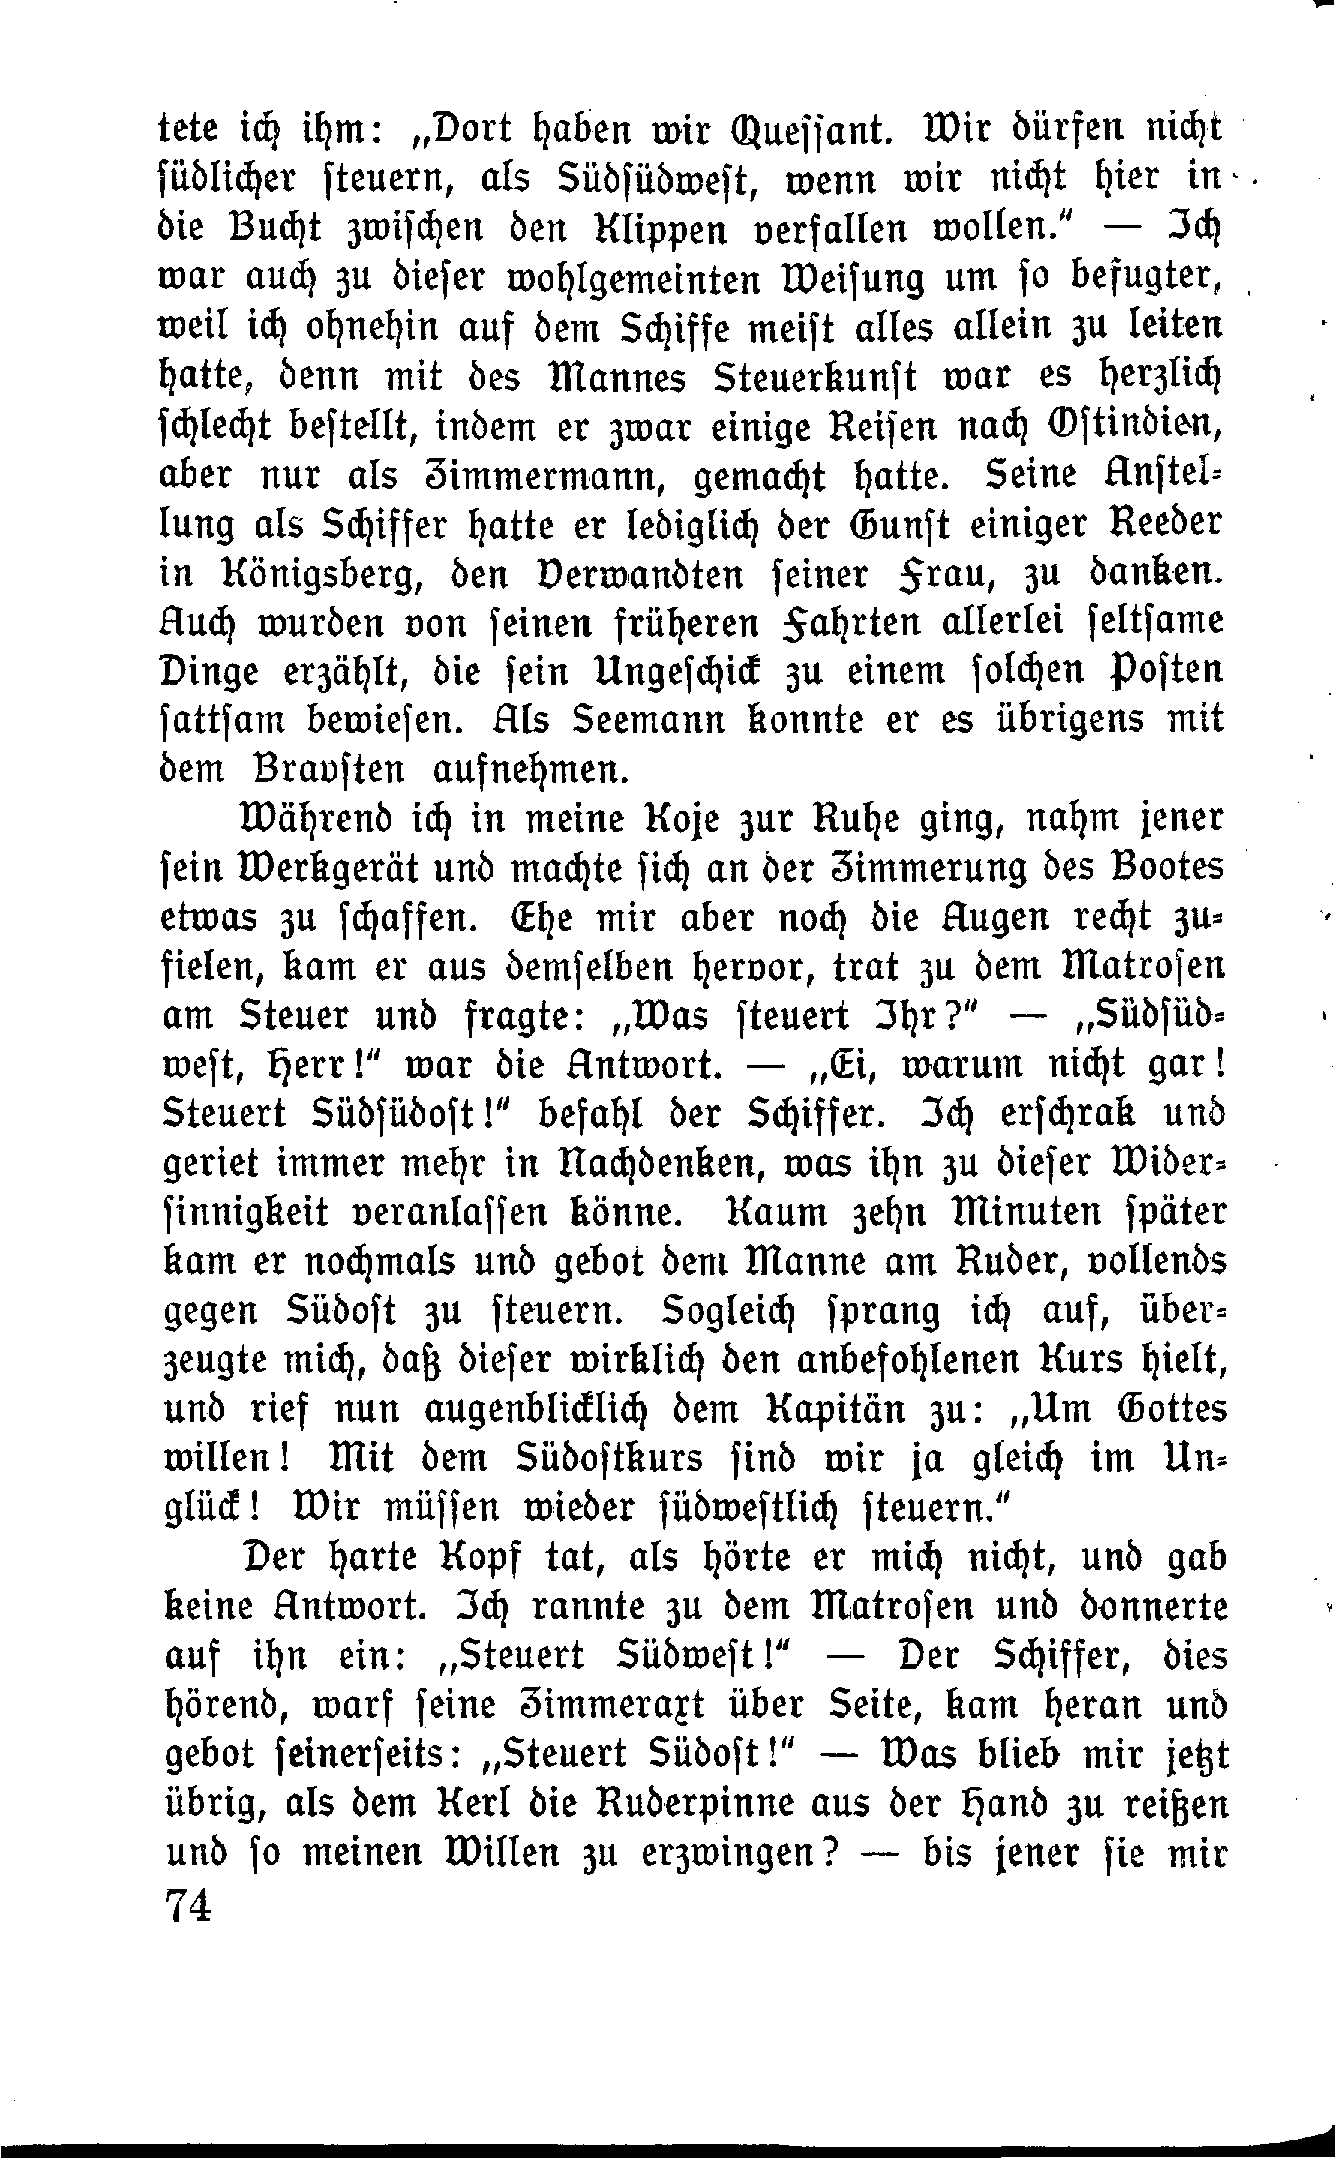 tete ich ihm: „Dort haben wir Quessant. Wir dürfen nicht
südlicher steuern, als Südsüdwest, wenn wir nicht hier in
die Bucht zwischen den Klippen verfallen wollen.“ — Ich
war auch zu dieser wohlgemeinten Weisung um so befugter,
weil ich ohnehin auf dem Schiffe meist alles allein zu leiten
hatte, denn mit des Mannes Steuerkunst war es herzlich
schlecht bestellt, indem er zwar einige Reisen nach Ostindien,
aber nur als Zimmermann, gemacht hatte. Seine Anstel-
lung als Schiffer hatte er lediglich der Gunst einiger Reeder
in Königsberg, den Verwandten seiner Frau, zu danken.
Auch wurden von seinen früheren Fahrten allerlei seltsame
Dinge erzählt, die sein Ungeschick zu einem solchen Posten
sattsam bewiesen. Als Seemann konnte er es übrigens mit
dem Bravsten aufnehmen.
Während ich in meine Koje zur Ruhe ging, nahm jener
sein Werkgerät und machte sich an der Zimmerung des Bootes
etwas zu schaffen. Ehe mir aber noch die Augen recht zu-
fielen, kam er aus demselben hervor, trat zu dem Matrosen
am Steuer und fragte: „Was steuert Ihr?“ — „Südsüd-
west, Herr!“ war die Antwort. — „Ei, warum nicht gar!
Steuert Südsüdost!“ befahl der Schiffer. Ich erschrak und
geriet immer mehr in Nachdenken, was ihn zu dieser Wider-
sinnigkeit veranlassen könne. Kaum zehn Minuten später
kam er nochmals und gebot dem Manne am Ruder, vollends
gegen Südost zu steuern. Sogleich sprang ich auf, über-
zeugte mich, daß dieser wirklich den anbefohlenen Kurs hielt,
und rief nun augenblicklich dem Kapitän zu: „Um Gottes
willen! Mit dem Südostkurs sind wir ja gleich im Un-
glück! Wir müssen wieder südwestlich steuern.“
Der harte Kopf tat, als hörte er mich nicht, und gab
keine Antwort. Ich rannte zu dem Matrosen und donnerte
auf ihn ein: „Steuert Südwest!“ — Der Schiffer, dies
hörend, warf seine Zimmeraxt über Seite, kam heran und
gebot seinerseits: „Steuert Südost!“ — Was blieb mir jetzt
übrig, als dem Kerl die Ruderpinne aus der Hand zu reißen
und so meinen Willen zu erzwingen? — bis jener sie mir
74